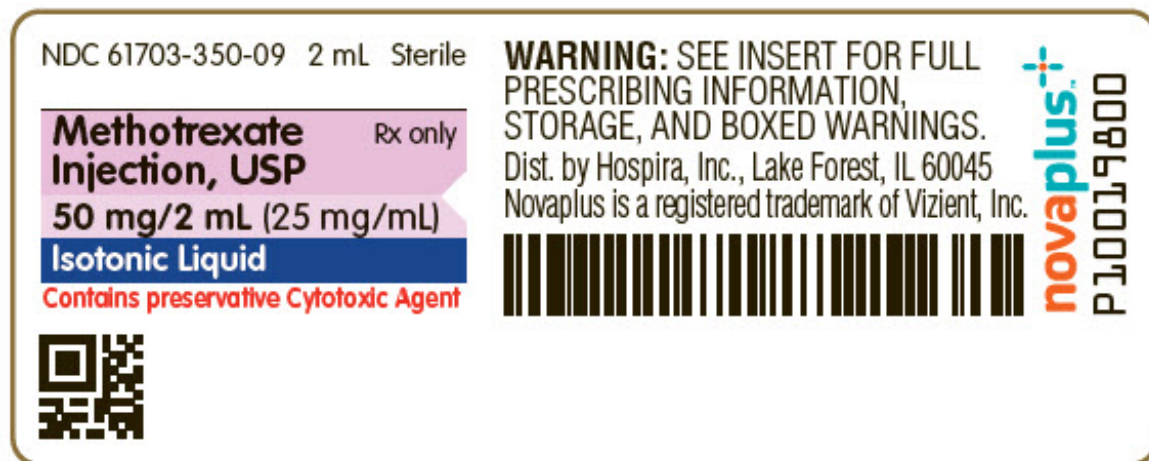 NDC 61703-350-09 2 mL Sterile
Methotrexate Rx only
Injection, USP
50 mg/2 mL (25 mg/mL)
Isotonic Liquid
Contains preservative Cytotoxic Agent
WARNING: SEE INSERT FOR FULL
PRESCRIBING INFORMATION,
STORAGE, AND BOXED WARNINGS.
Dist. by Hospira, Inc., Lake Forest, IL 60045
Novaplus is a registered trademark of Vizient, Inc.
novaplus™
P10019800